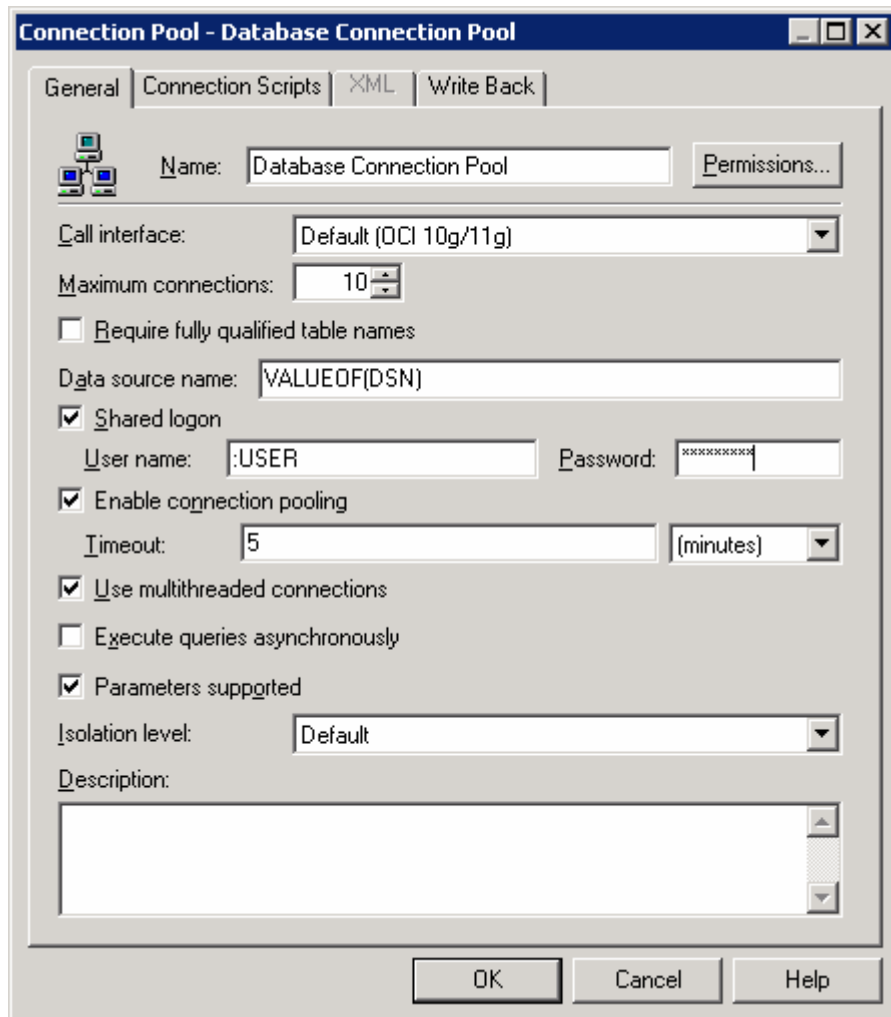 Connection Pool - Database Connection Pool
General Connection Scripts XML Write Back
Name: Database Connection Pool Permissions...
Call interface: Default (OCI 10g/11g)
Maximum connections: 10
Require fully qualified table names
Data source name: VALUEOF(DSN)
Shared logon
User name: :USER Password: *********
Enable connection pooling
Timeout: 5 (minutes)
Use multithreaded connections
Execute queries asynchronously
Parameters supported
Isolation level: Default
Description:
OK Cancel Help